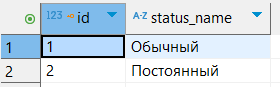 123 id A-Z status_name
1 1 Обычный
2 2 Постоянный